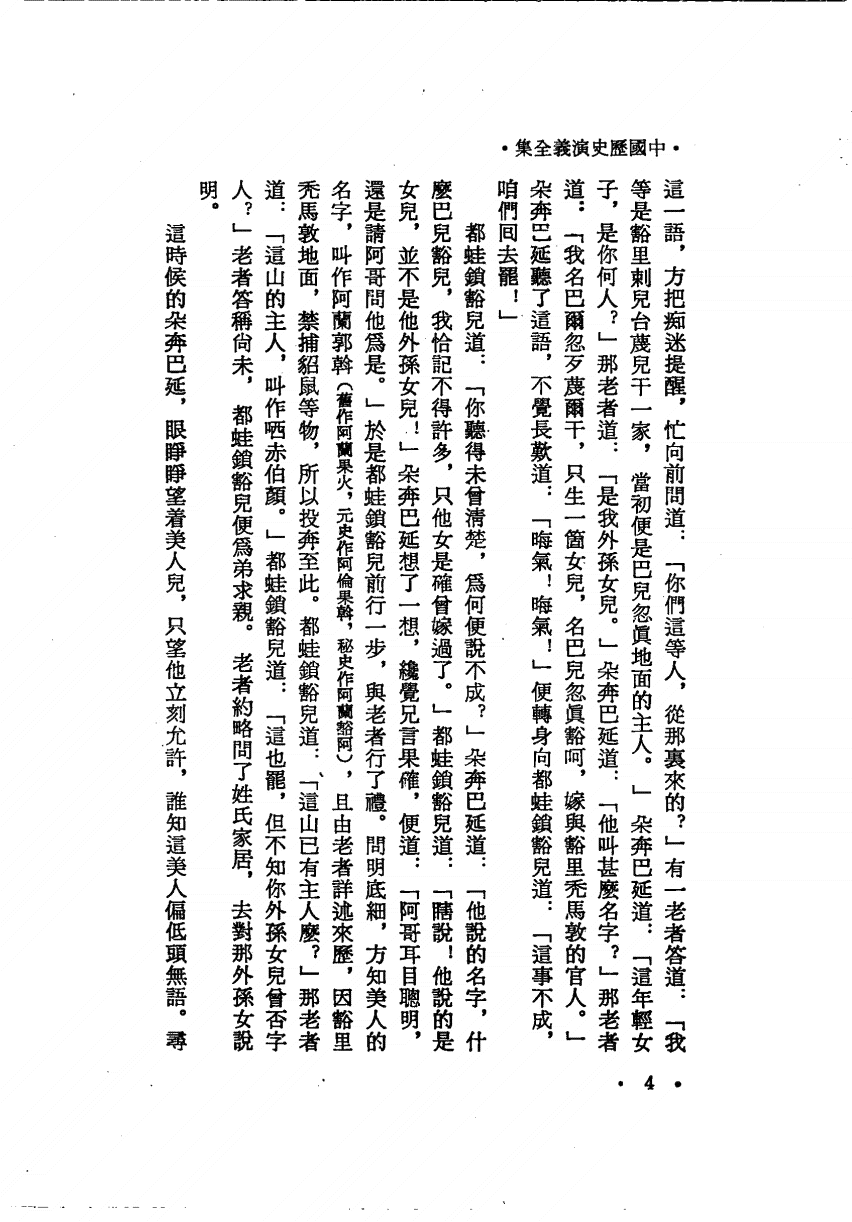 •中國歷史演義全集•
這一語，方把痴迷提醒，忙向前問道：「你們這等人，從那裏來的？」有一老者答道：「我
等是豁里剌兒台蔑兒干一家，當初便是巴兒忽眞地面的主人。」朶奔巴延道：「這年輕女
子，是你何人？」那老者道：「是我外孫女兒。」朶奔巴延道：「他叫甚麼名字？」那老者
道：「我名巴爾忽歹蔑爾干，只生一箇女兒，名巴兒忽眞豁呵，嫁與豁里禿馬敦的官人。」
朶奔巴延聽了這語，不覺長歎道：「晦氣！晦氣！」便轉身向都蛙鎖豁兒道：「這事不成，
咱們回去罷！」
都蛙鎖豁兒道：「你聽得未曾清楚，爲何便說不成？」朶奔巴延道：「他說的名字，什
麼巴兒豁兒，我恰記不得許多，只他女是確曾嫁過了。」都蛙鎖豁兒道：「瞎說！他說的是
女兒，並不是他外孫女兒！」朶奔巴延想了一想，纔覺兄言果確，便道：「阿哥耳目聰明，
還是請阿哥問他爲是。」於是都蛙鎖豁兒前行一步，與老者行了禮。問明底細，方知美人的
名字，叫作阿蘭郭斡（舊作阿蘭果火，元史作阿倫果斡，秘史作阿蘭豁阿），且由老者詳述來歷，因豁里
禿馬敦地面，禁捕貂鼠等物，所以投奔至此。都蛙鎖豁兒道：「這山已有主人麼？」那老者
道：「這山的主人，叫作哂赤伯顏。」都蛙鎖豁兒道：「這也罷，但不知你外孫女兒曾否字
人？」老者答稱尙未，都蛙鎖豁兒便爲弟求親。老者約略問了姓氏家居，去對那外孫女說
明。
這時候的朶奔巴延，眼睜睜望着美人兒，只望他立刻允許，誰知這美人偏低頭無語。尋
•4•